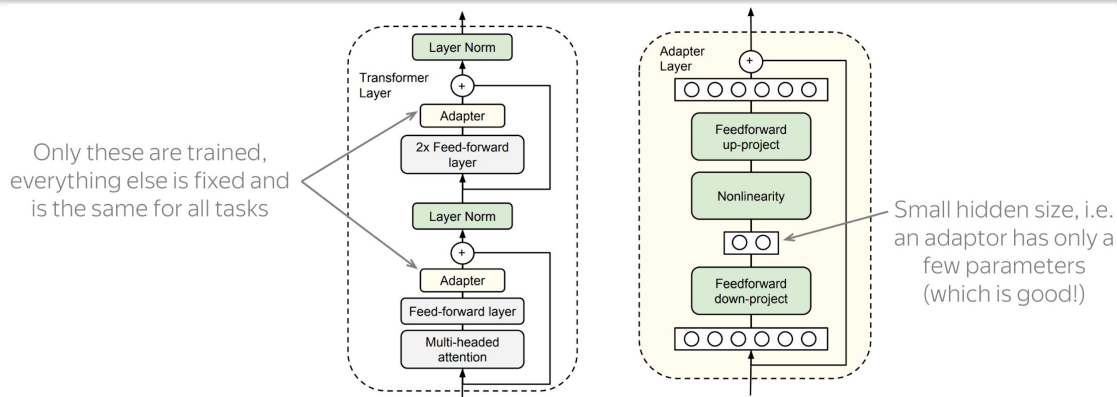 Only these are trained,
everything else is fixed and
is the same for all tasks
Transformer
Layer
Layer Norm
+
Adapter
2x Feed-forward
layer
Layer Norm
+
Adapter
Feed-forward layer
Multi-headed
attention
Adapter
Layer
+
Feedforward
up-project
Nonlinearity
Feedforward
down-project
Small hidden size, i.e.
an adaptor has only a
few parameters
(which is good!)